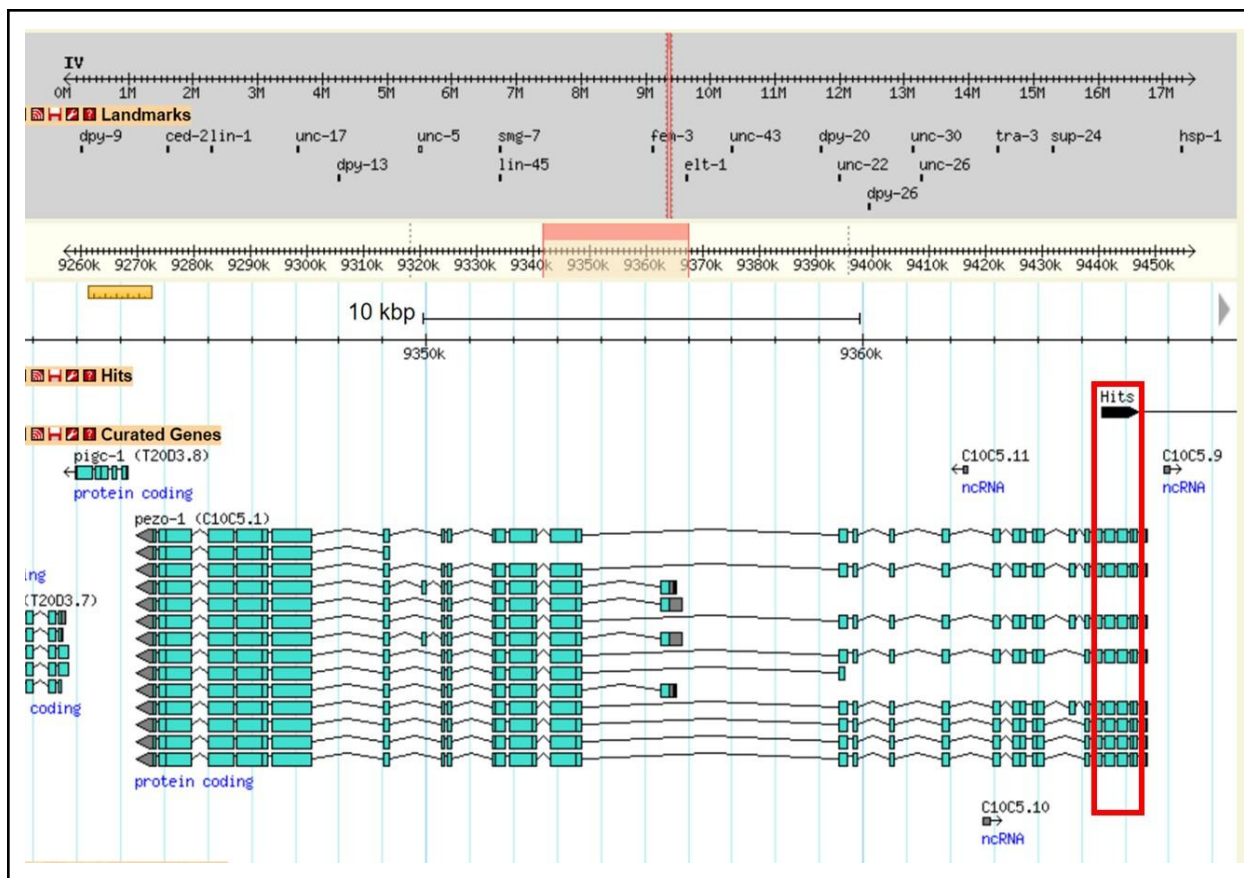 IV
0M 1M 2M 3M 4M 5M 6M 7M 8M 9M 10M 11M 12M 13M 14M 15M 16M 17M
Landmarks
dpy-9 ced-2 lin-1 unc-17 unc-5 smg-7 fem-3 unc-43 dpy-20 unc-30 tra-3 sup-24 hsp-1
dpy-13 lin-45 elt-1 unc-22 unc-26
dpy-26
9260k 9270k 9280k 9290k 9300k 9310k 9320k 9330k 9340k 9350k 9360k 9370k 9380k 9390k 9400k 9410k 9420k 9430k 9440k 9450k
10 kbp
9350k 9360k
Hits
Hits
Curated Genes
pigc-1 (T20D3.8) C10C5.11 C10C5.9
protein coding ncRNA ncRNA
pezo-1 (C10C5.1)
ing
(T20D3.7)
coding
protein coding
C10C5.10
ncRNA